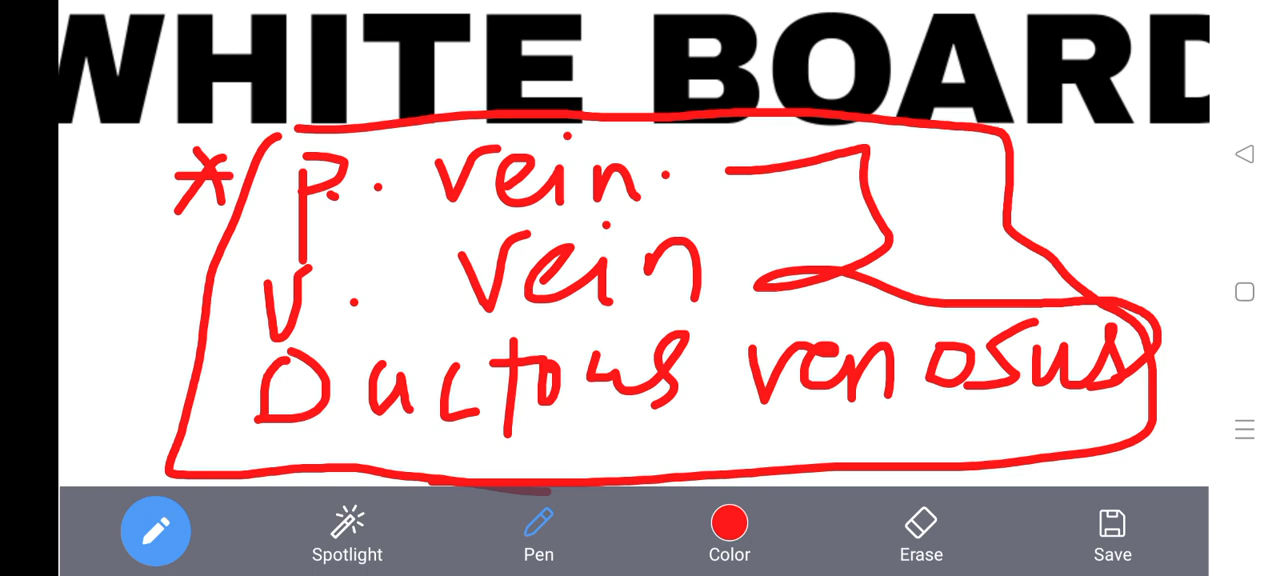 WHITE BOARD
* P. vein.
V. vein
Ductous venosus
Spotlight Pen Color Erase Save